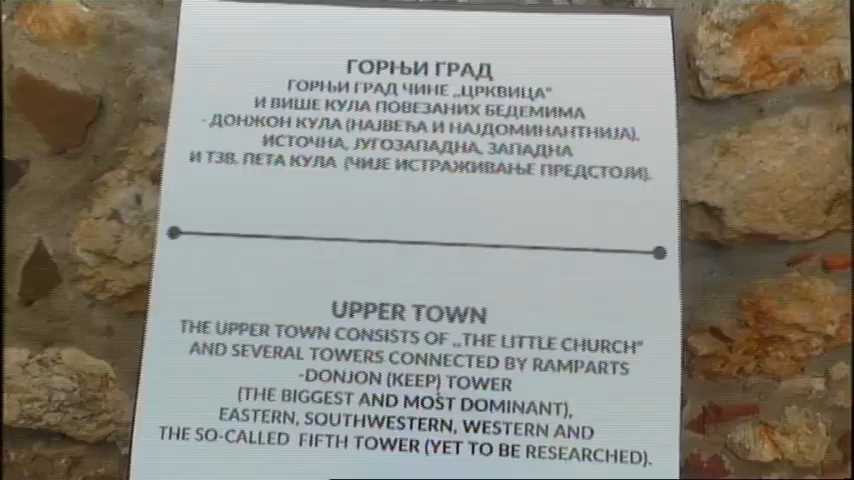 ГОРЊИ ГРАД
ГОРЊИ ГРАД ЧИНЕ „ЦРКВИЦА“
И ВИШЕ КУЛА ПОВЕЗАНИХ БЕДЕМИМА
- ДОНЖОН КУЛА (НАЈВЕЋА И НАЈДОМИНАНТНИЈА),
ИСТОЧНА, ЈУГОЗАПАДНА, ЗАПАДНА
И ТЗВ. ПЕТА КУЛА (ЧИЈЕ ИСТРАЖИВАЊЕ ПРЕДСТОЈИ).
UPPER TOWN
THE UPPER TOWN CONSISTS OF „THE LITTLE CHURCH“
AND SEVERAL TOWERS CONNECTED BY RAMPARTS
-DONJON (KEEP) TOWER
(THE BIGGEST AND MOST DOMINANT),
EASTERN, SOUTHWESTERN, WESTERN AND
THE SO-CALLED FIFTH TOWER (YET TO BE RESEARCHED).